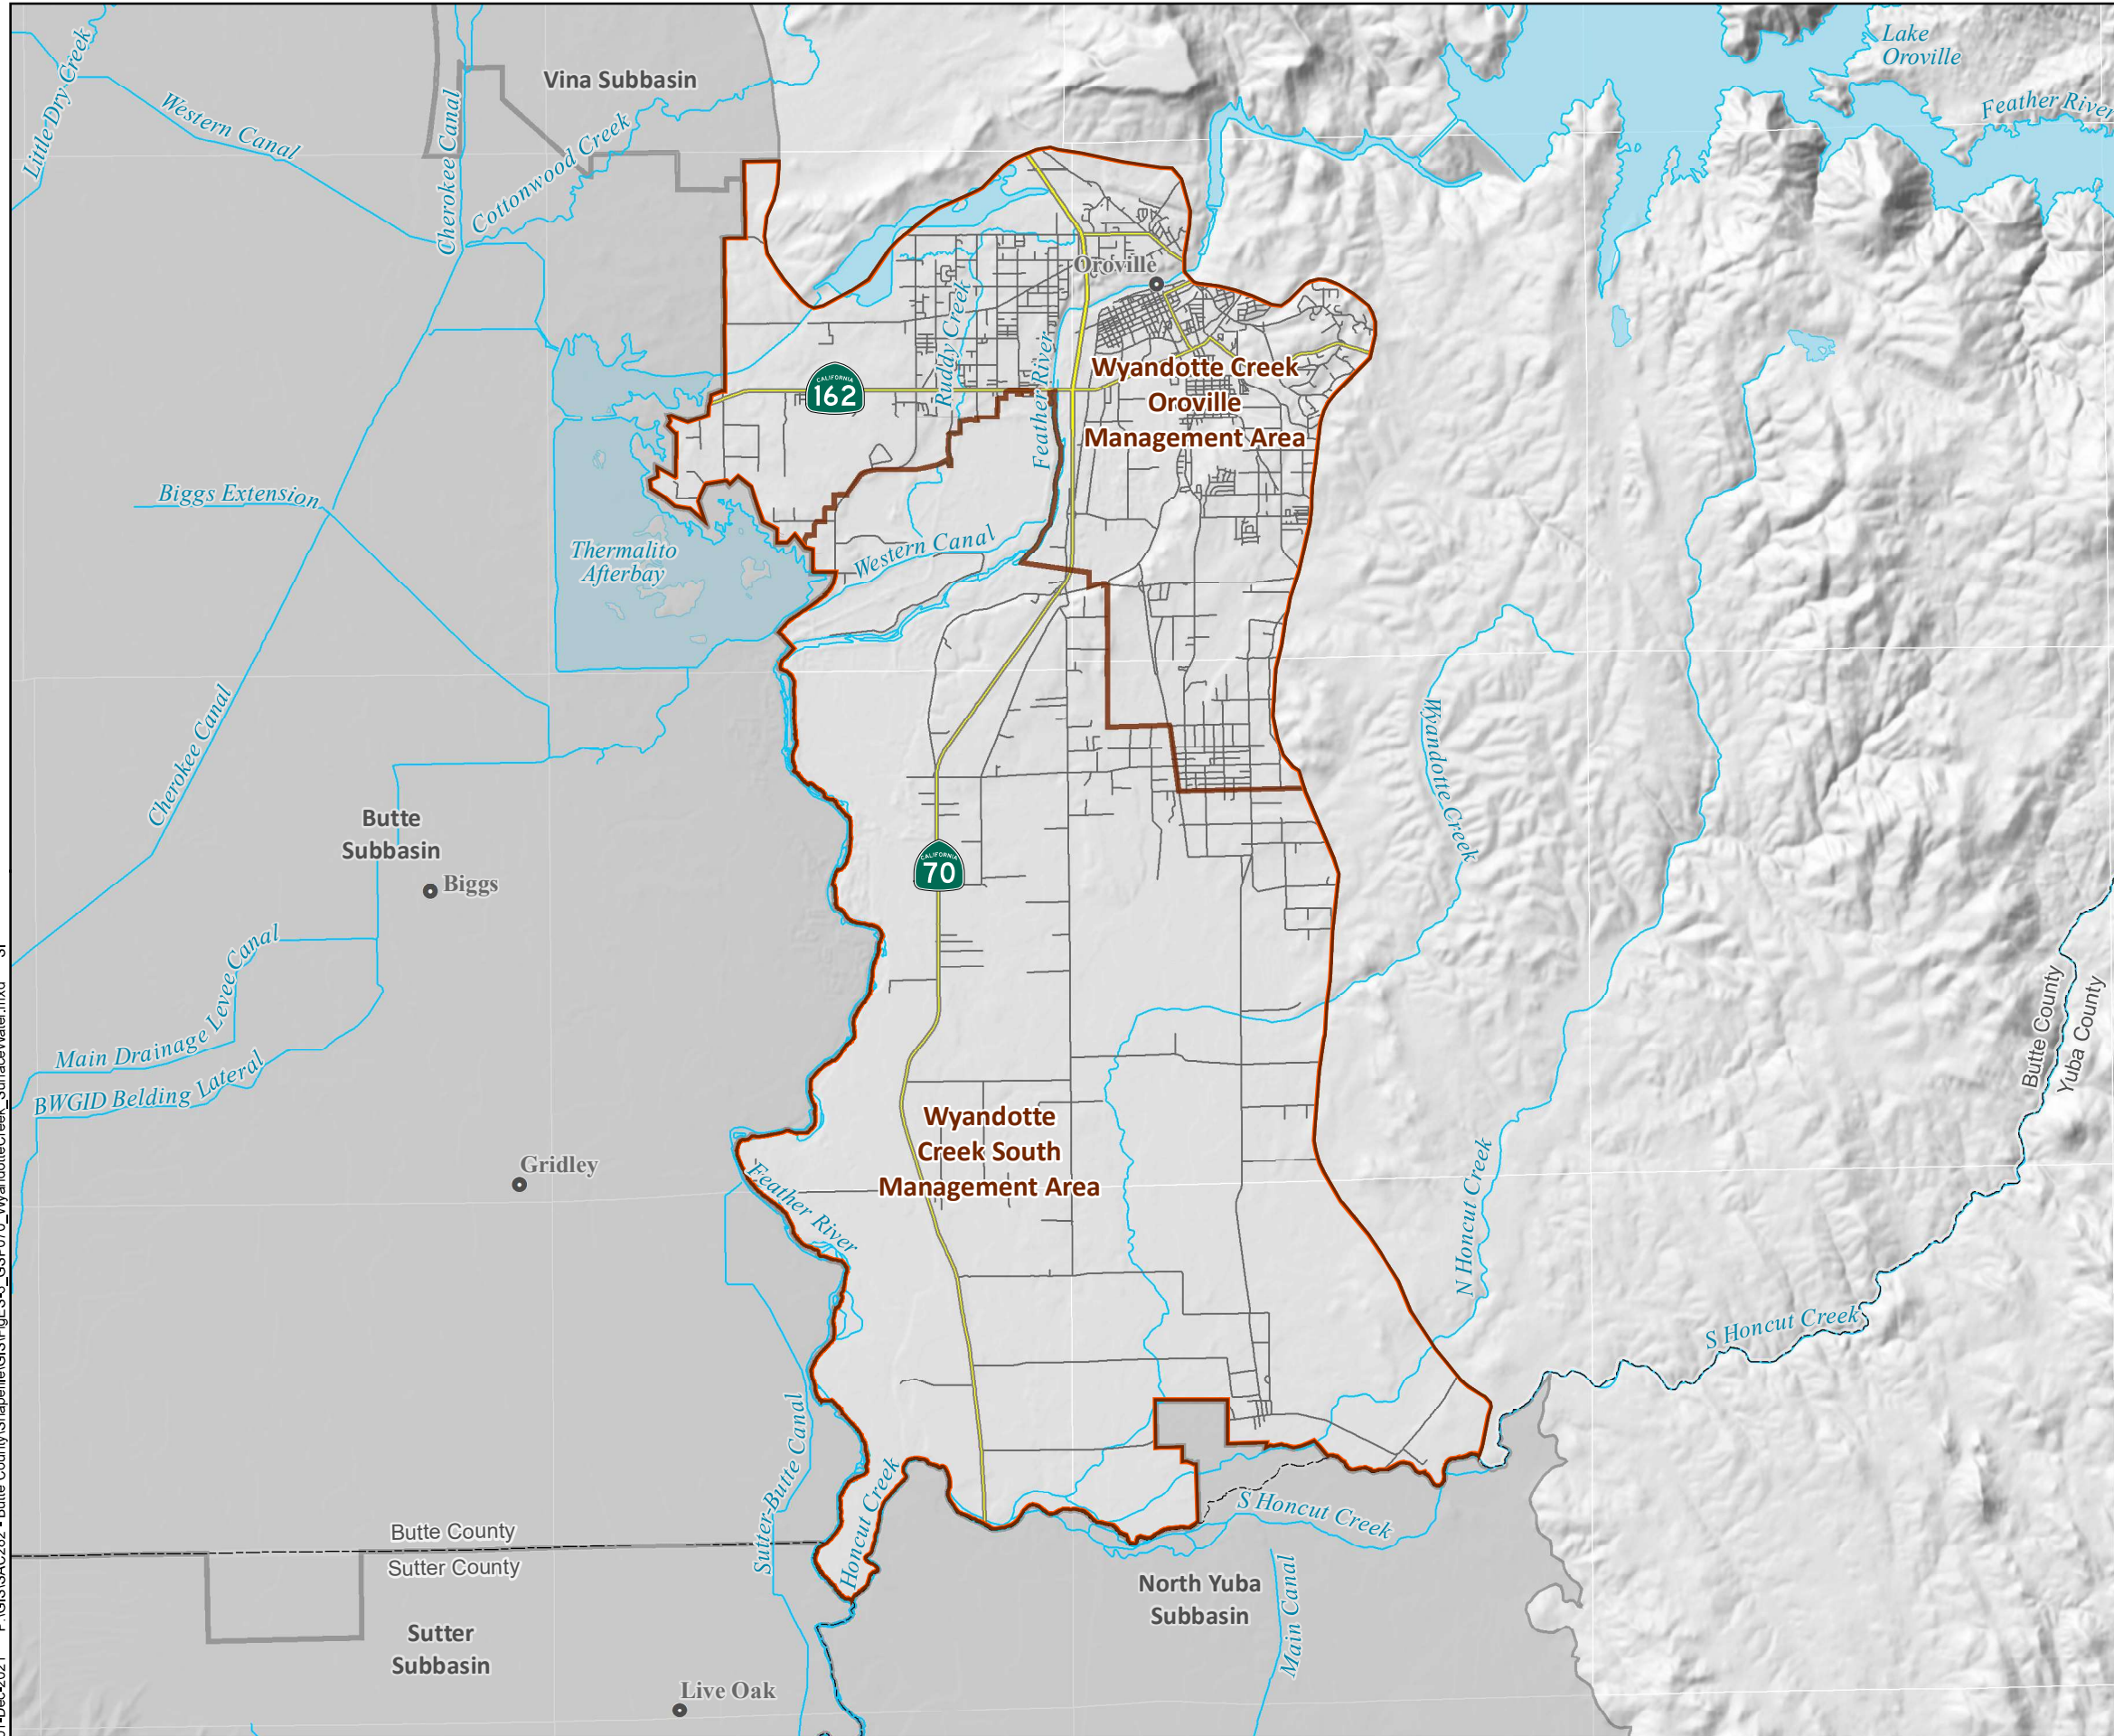 Lake
Oroville
Feather River
Little Dry Creek
Western Canal
Cherokee Canal
Cottonwood Creek
Vina Subbasin
Oroville
Ruddy Creek
Feather River
CALIFORNIA
162
Wyandotte Creek
Oroville
Management Area
Biggs Extension
Thermalito
Afterbay
Western Canal
Cherokee Canal
Wyandotte Creek
Butte
Subbasin
Biggs
CALIFORNIA
70
Main Drainage Levee Canal
BWGID Belding Lateral
Butte County
Yuba County
Wyandotte
Creek South
Management Area
Gridley
Feather River
N Honcut Creek
S Honcut Creek
Sutter-Butte Canal
Honcut Creek
S Honcut Creek
Butte County
Sutter County
North Yuba
Subbasin
Main Canal
Sutter
Subbasin
Live Oak